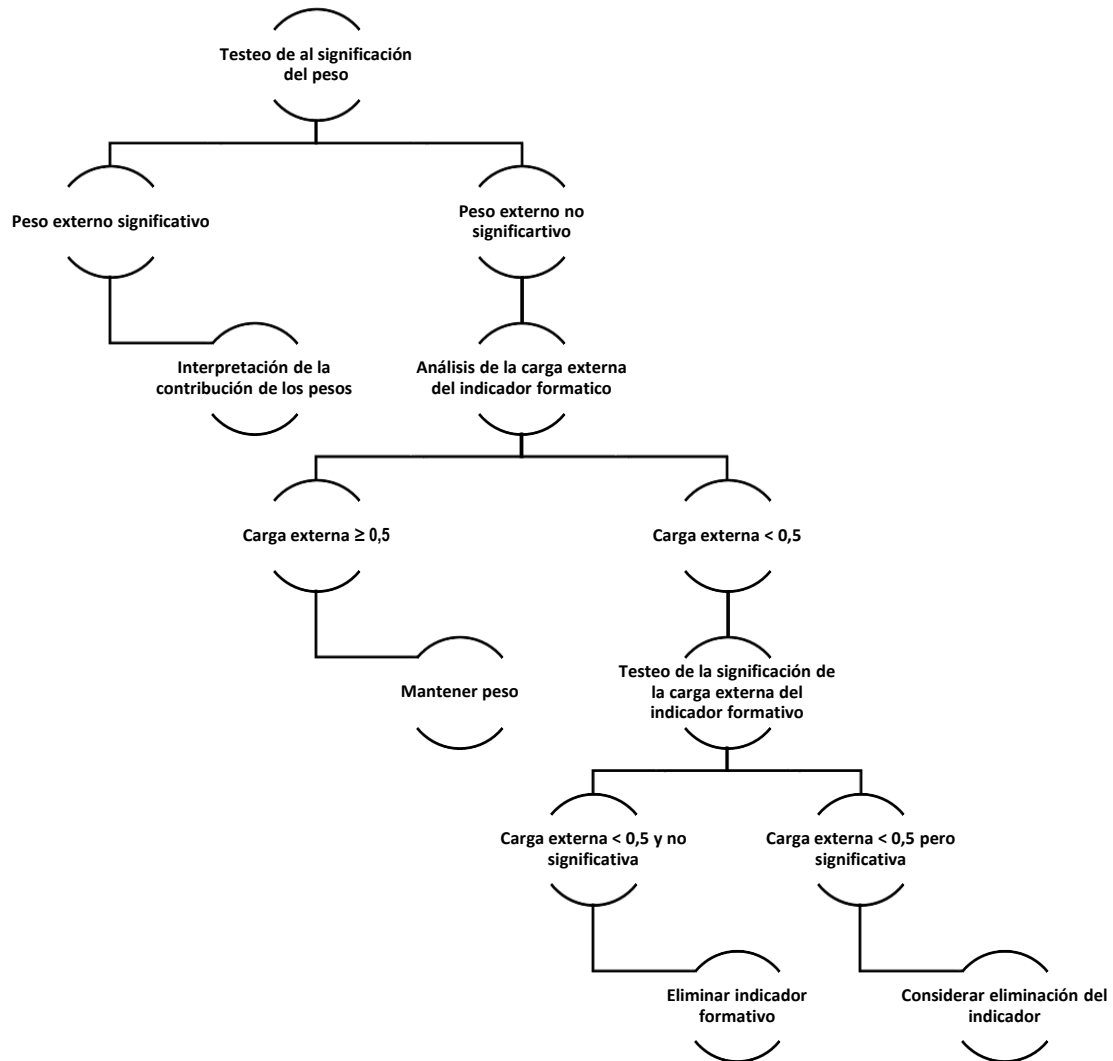 Testeo de al significación
del peso
Peso externo significativo
Peso externo no
significartivo
Interpretación de la
contribución de los pesos
Análisis de la carga externa
del indicador formatico
Carga externa ≥ 0,5
Carga externa < 0,5
Mantener peso
Testeo de la significación de
la carga externa del
indicador formativo
Carga externa < 0,5 y no
significativa
Carga externa < 0,5 pero
significativa
Eliminar indicador
formativo
Considerar eliminación del
indicador